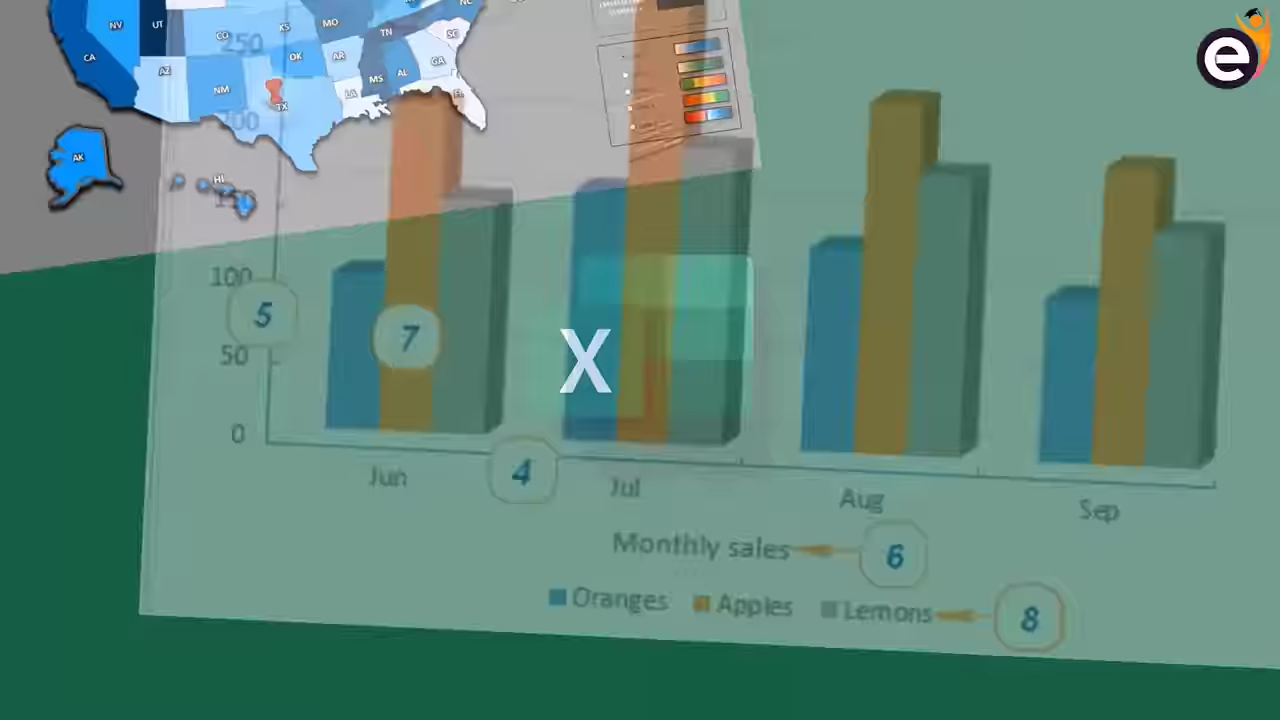 NV UT CO KS MO NC
CA AZ NM OK AR TN SC
TX LA MS AL GA FL
AK
HI
e
250
200
150
100
50
0
5
7
X
4
Jun Jul Aug Sep
Monthly sales 6
Oranges Apples Lemons 8